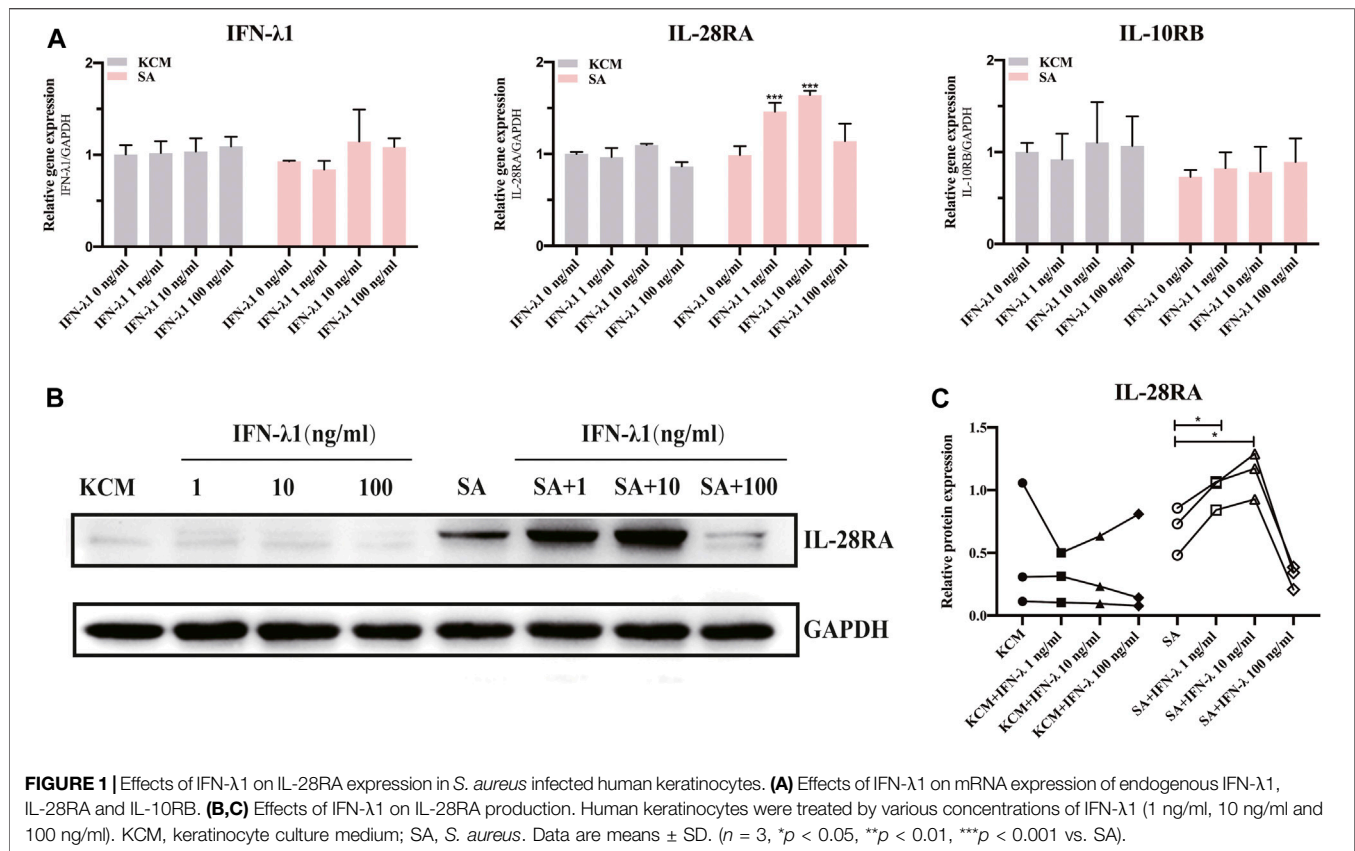 A
IFN-λ1
KCM
SA
Relative gene expression
IFN-λ1/GAPDH
2
1
0
IFN-λ1 0 ng/ml
IFN-λ1 1 ng/ml
IFN-λ1 10 ng/ml
IFN-λ1 100 ng/ml
IFN-λ1 0 ng/ml
IFN-λ1 1 ng/ml
IFN-λ1 10 ng/ml
IFN-λ1 100 ng/ml
IL-28RA
KCM
SA
Relative gene expression
IL-28RA/GAPDH
2
1
0
***
***
IFN-λ1 0 ng/ml
IFN-λ1 1 ng/ml
IFN-λ1 10 ng/ml
IFN-λ1 100 ng/ml
IFN-λ1 0 ng/ml
IFN-λ1 1 ng/ml
IFN-λ1 10 ng/ml
IFN-λ1 100 ng/ml
IL-10RB
KCM
SA
Relative gene expression
IL-10RB/GAPDH
2
1
0
IFN-λ1 0 ng/ml
IFN-λ1 1 ng/ml
IFN-λ1 10 ng/ml
IFN-λ1 100 ng/ml
IFN-λ1 0 ng/ml
IFN-λ1 1 ng/ml
IFN-λ1 10 ng/ml
IFN-λ1 100 ng/ml
B
IFN-λ1(ng/ml) IFN-λ1(ng/ml)
KCM 1 10 100 SA SA+1 SA+10 SA+100
IL-28RA
GAPDH
C
IL-28RA
Relative protein expression
1.5
1.0
0.5
0.0
*
*
KCM
KCM+IFN-λ 1 ng/ml
KCM+IFN-λ 10 ng/ml
KCM+IFN-λ 100 ng/ml
SA
SA+IFN-λ 1 ng/ml
SA+IFN-λ 10 ng/ml
SA+IFN-λ 100 ng/ml
FIGURE 1 | Effects of IFN-λ1 on IL-28RA expression in S. aureus infected human keratinocytes. (A) Effects of IFN-λ1 on mRNA expression of endogenous IFN-λ1,
IL-28RA and IL-10RB. (B,C) Effects of IFN-λ1 on IL-28RA production. Human keratinocytes were treated by various concentrations of IFN-λ1 (1 ng/ml, 10 ng/ml and
100 ng/ml). KCM, keratinocyte culture medium; SA, S. aureus. Data are means ± SD. (n = 3, *p < 0.05, **p < 0.01, ***p < 0.001 vs. SA).